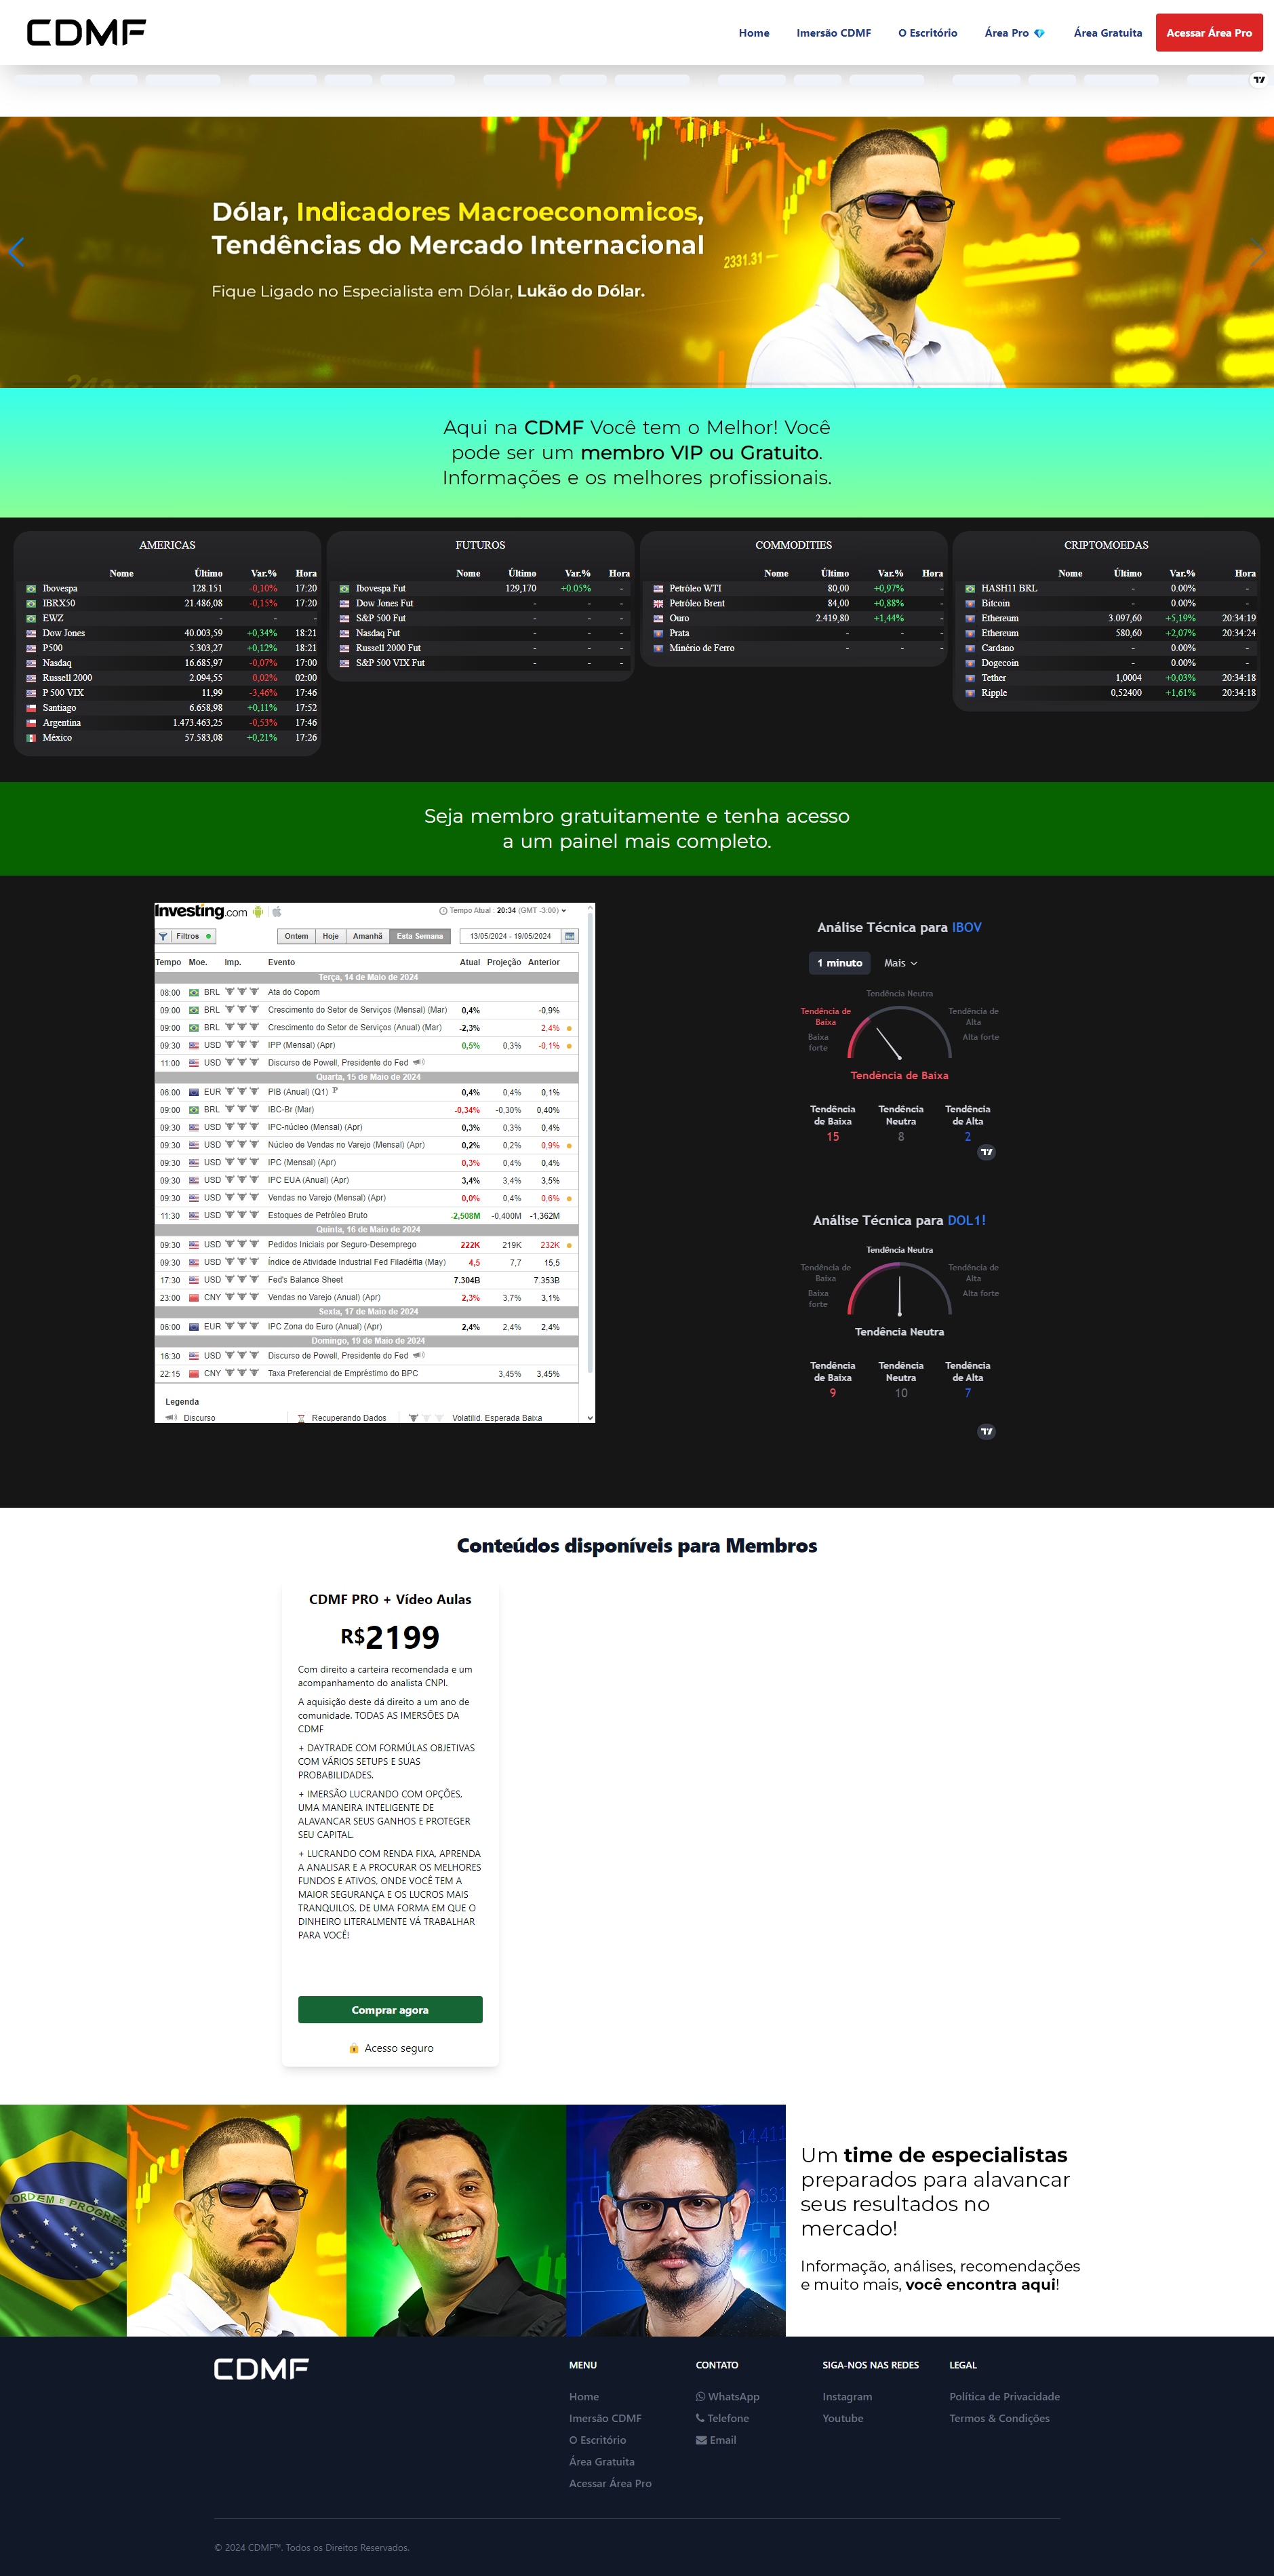 CDMF
Home Imersão CDMF O Escritório Área Pro 💎 Área Gratuita Acessar Área Pro
Dólar, Indicadores Macroeconomicos,
Tendências do Mercado Internacional
Fique Ligado no Especialista em Dólar, Lukão do Dólar.
2331.31
Aqui na CDMF Você tem o Melhor! Você
pode ser um membro VIP ou Gratuito.
Informações e os melhores profissionais.
AMERICAS
Nome Último Var.% Hora
Ibovespa 128.151 -0,10% 17:20
IBRX50 21.486,08 -0,15% 17:20
EWZ - - -
Dow Jones 40.003,59 +0,34% 18:21
P500 5.303,27 +0,12% 18:21
Nasdaq 16.685,97 -0,07% 17:00
Russell 2000 2.094,55 0,02% 02:00
P 500 VIX 11,99 -3,46% 17:46
Santiago 6.658,98 +0,11% 17:52
Argentina 1.473.463,25 -0,53% 17:46
México 57.583,08 +0,21% 17:26
FUTUROS
Nome Último Var.% Hora
Ibovespa Fut 129,170 +0.05% -
Dow Jones Fut - - -
S&P 500 Fut - - -
Nasdaq Fut - - -
Russell 2000 Fut - - -
S&P 500 VIX Fut - - -
COMMODITIES
Nome Último Var.% Hora
Petróleo WTI 80,00 +0,97% -
Petróleo Brent 84,00 +0,88% -
Ouro 2.419,80 +1,44% -
Prata - - -
Minério de Ferro - - -
CRIPTOMOEDAS
Nome Último Var.% Hora
HASH11 BRL - 0.00% -
Bitcoin - 0.00% -
Ethereum 3.097,60 +5,19% 20:34:19
Ethereum 580,60 +2,07% 20:34:24
Cardano - 0.00% -
Dogecoin - 0.00% -
Tether 1,0004 +0,03% 20:34:18
Ripple 0,52400 +1,61% 20:34:18
Seja membro gratuitamente e tenha acesso
a um painel mais completo.
Investing.com Tempo Atual : 20:34 (GMT -3:00)
Filtros Ontem Hoje Amanhã Esta Semana 13/05/2024 - 19/05/2024
Tempo Moe. Imp. Evento Atual Projeção Anterior
Terça, 14 de Maio de 2024
08:00 BRL Ata do Copom
09:00 BRL Crescimento do Setor de Serviços (Mensal) (Mar) 0,4% -0,9%
09:00 BRL Crescimento do Setor de Serviços (Anual) (Mar) -2,3% 2,4%
09:30 USD IPP (Mensal) (Apr) 0,5% 0,3% -0,1%
11:00 USD Discurso de Powell, Presidente do Fed
Quarta, 15 de Maio de 2024
06:00 EUR PIB (Anual) (Q1) P 0,4% 0,4% 0,1%
09:00 BRL IBC-Br (Mar) -0,34% -0,30% 0,40%
09:30 USD IPC-núcleo (Mensal) (Apr) 0,3% 0,3% 0,4%
09:30 USD Núcleo de Vendas no Varejo (Mensal) (Apr) 0,2% 0,2% 0,9%
09:30 USD IPC (Mensal) (Apr) 0,3% 0,4% 0,4%
09:30 USD IPC EUA (Anual) (Apr) 3,4% 3,4% 3,5%
09:30 USD Vendas no Varejo (Mensal) (Apr) 0,0% 0,4% 0,6%
11:30 USD Estoques de Petróleo Bruto -2,508M -0,400M -1,362M
Quinta, 16 de Maio de 2024
09:30 USD Pedidos Iniciais por Seguro-Desemprego 222K 219K 232K
09:30 USD Índice de Atividade Industrial Fed Filadélfia (May) 4,5 7,7 15,5
17:30 USD Fed's Balance Sheet 7.304B 7.353B
23:00 CNY Vendas no Varejo (Anual) (Apr) 2,3% 3,7% 3,1%
Sexta, 17 de Maio de 2024
06:00 EUR IPC Zona do Euro (Anual) (Apr) 2,4% 2,4% 2,4%
Domingo, 19 de Maio de 2024
16:30 USD Discurso de Powell, Presidente do Fed
22:15 CNY Taxa Preferencial de Empréstimo do BPC 3,45% 3,45%
Legenda
Discurso Recuperando Dados Volatilid. Esperada Baixa
Análise Técnica para IBOV
1 minuto Mais
Tendência Neutra
Tendência de Baixa
Tendência de Alta
Baixa forte
Alta forte
Tendência de Baixa
Tendência de Baixa Tendência Neutra Tendência de Alta
15 8 2
Análise Técnica para DOL1!
Tendência Neutra
Tendência de Baixa
Tendência de Alta
Baixa forte
Alta forte
Tendência Neutra
Tendência de Baixa Tendência Neutra Tendência de Alta
9 10 7
Conteúdos disponíveis para Membros
CDMF PRO + Vídeo Aulas
R$2199
Com direito a carteira recomendada e um
acompanhamento do analista CNPI.
A aquisição deste dá direito a um ano de
comunidade. TODAS AS IMERSÕES DA
CDMF
+ DAYTRADE COM FORMÚLAS OBJETIVAS
COM VÁRIOS SETUPS E SUAS
PROBABILIDADES.
+ IMERSÃO LUCRANDO COM OPÇÕES,
UMA MANEIRA INTELIGENTE DE
ALAVANCAR SEUS GANHOS E PROTEGER
SEU CAPITAL.
+ LUCRANDO COM RENDA FIXA, APRENDA
A ANALISAR E A PROCURAR OS MELHORES
FUNDOS E ATIVOS, ONDE VOCÊ TEM A
MAIOR SEGURANÇA E OS LUCROS MAIS
TRANQUILOS. DE UMA FORMA EM QUE O
DINHEIRO LITERALMENTE VÁ TRABALHAR
PARA VOCÊ!
Comprar agora
🔒 Acesso seguro
ORDEM E PROGRES
Um time de especialistas
preparados para alavancar
seus resultados no
mercado!
Informação, análises, recomendações
e muito mais, você encontra aqui!
CDMF
MENU
Home
Imersão CDMF
O Escritório
Área Gratuita
Acessar Área Pro
CONTATO
WhatsApp
Telefone
Email
SIGA-NOS NAS REDES
Instagram
Youtube
LEGAL
Política de Privacidade
Termos & Condições
© 2024 CDMF™. Todos os Direitos Reservados.